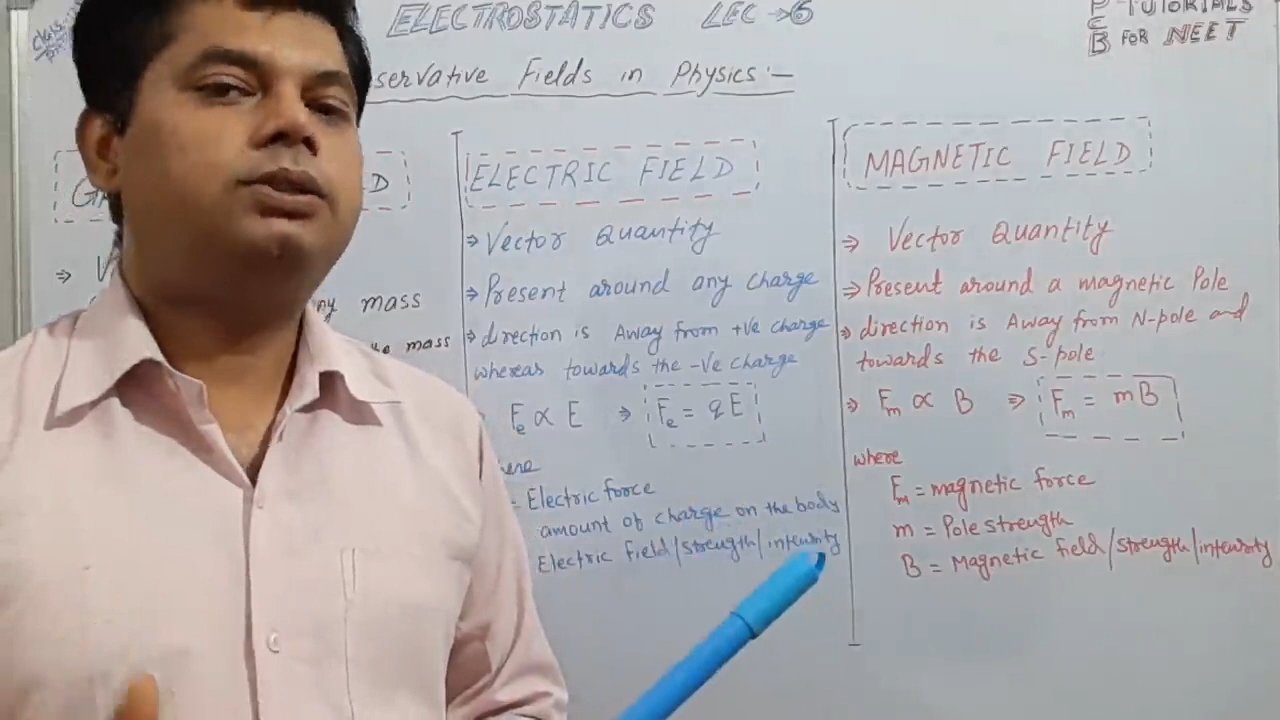 ELECTROSTATICS LEC → 6
P TUTORIALS
C
B FOR NEET
class
servative Fields in Physics :-
D
⇒ V
ny mass
mass
ELECTRIC FIELD
⇒ Vector Quantity
⇒ Present around any charge
⇒ direction is Away from +ve charge
whereas towards the -ve charge
Fe ∝ E ⇒ Fe = qE
here
= Electric force
amount of charge on the body
Electric field/strength/intensity
MAGNETIC FIELD
⇒ Vector Quantity
⇒ Present around a magnetic Pole
⇒ direction is Away from N-pole and
towards the S-pole
⇒ Fm ∝ B ⇒ Fm = mB
where
Fm = magnetic force
m = Pole strength
B = Magnetic field/strength/intensity